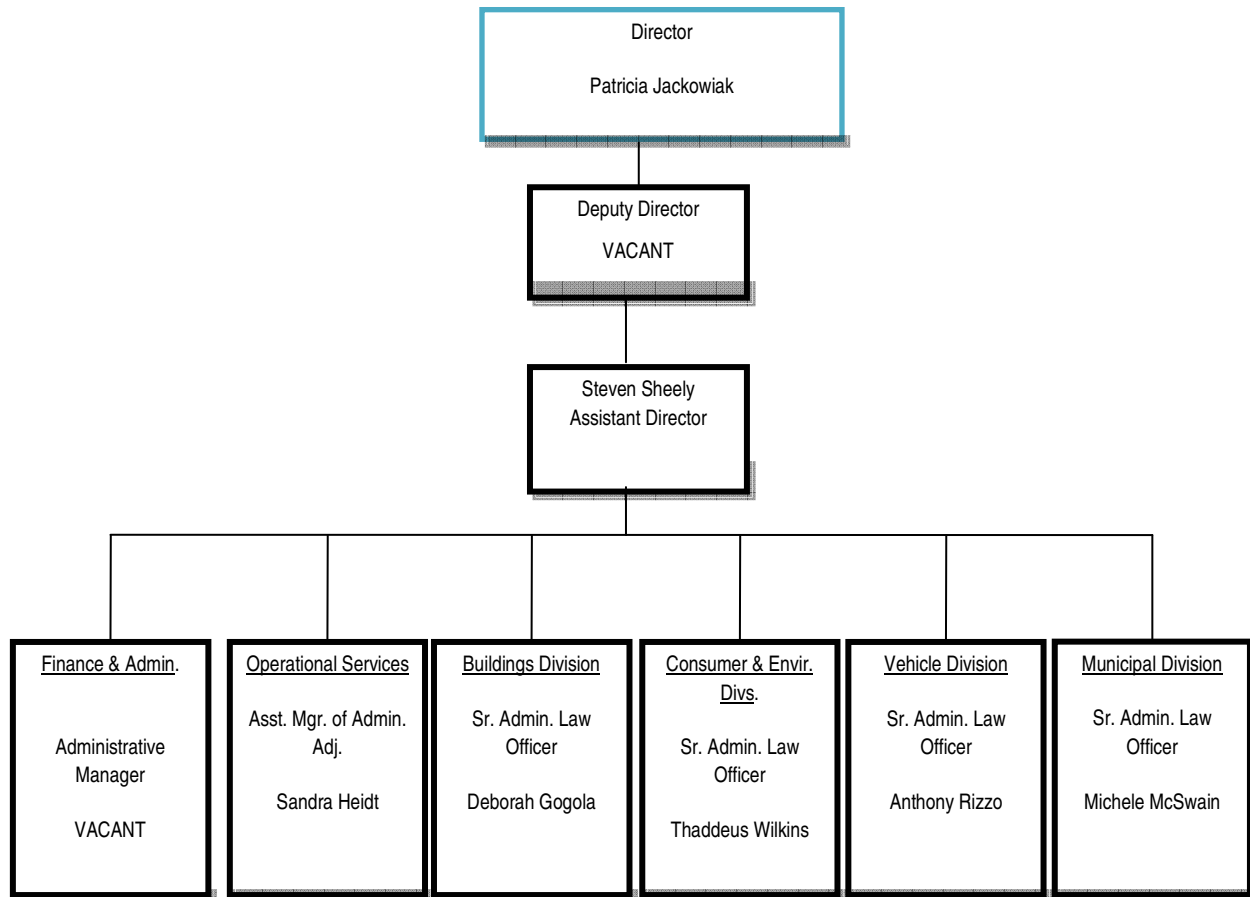 Director
Patricia Jackowiak
Deputy Director
VACANT
Steven Sheely
Assistant Director
Finance & Admin.
Administrative
Manager
VACANT
Operational Services
Asst. Mgr. of Admin.
Adj.
Sandra Heidt
Buildings Division
Sr. Admin. Law
Officer
Deborah Gogola
Consumer & Envir.
Divs.
Sr. Admin. Law
Officer
Thaddeus Wilkins
Vehicle Division
Sr. Admin. Law
Officer
Anthony Rizzo
Municipal Division
Sr. Admin. Law
Officer
Michele McSwain